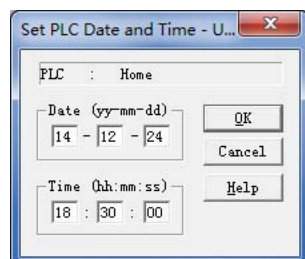 Set PLC Date and Time - U...
PLC : Home
Date (yy-mm-dd)
14 - 12 - 24
OK
Cancel
Time (hh:mm:ss)
18 : 30 : 00
Help